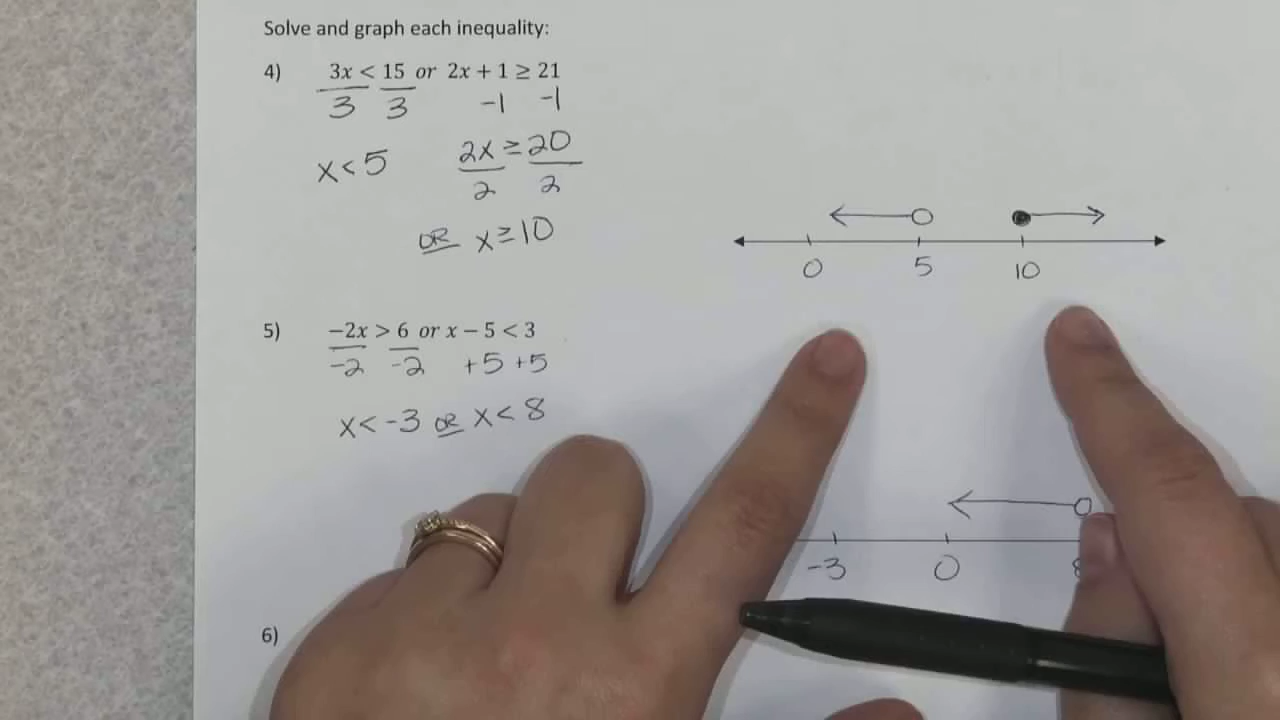 Solve and graph each inequality:
4) 3x < 15 or 2x + 1 ≥ 21
3 3 -1 -1
x < 5 2x ≥ 20
2 2
OR x ≥ 10
0 5 10
5) −2x > 6 or x − 5 < 3
-2 -2 +5 +5
x < -3 OR x < 8
-3 0
6)